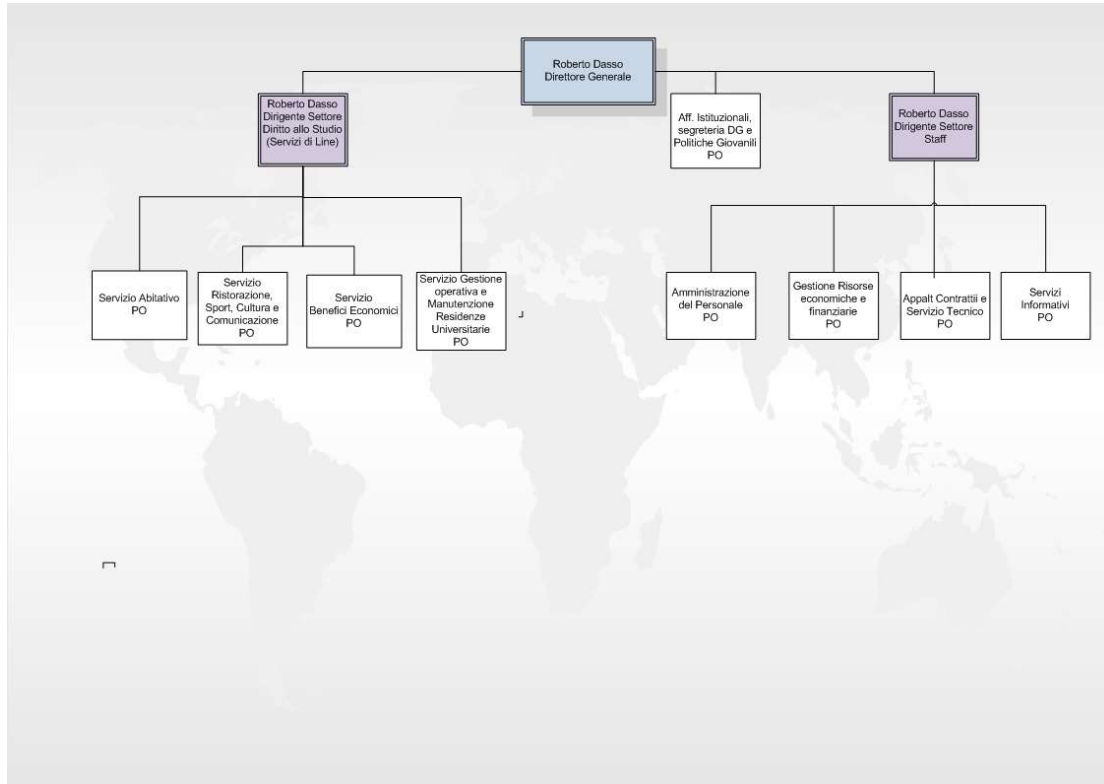 Roberto Dasso
Direttore Generale
Roberto Dasso
Dirigente Settore
Diritto allo Studio
(Servizi di Line)
Aff. Istituzionali,
segreteria DG e
Politiche Giovanili
PO
Roberto Dasso
Dirigente Settore
Staff
Servizio Abitativo
PO
Servizio
Ristorazione,
Sport, Cultura e
Comunicazione
PO
Servizio
Benefici Economici
PO
Servizio Gestione
operativa e
Manutenzione
Residenze
Universitarie
PO
Amministrazione
del Personale
PO
Gestione Risorse
economiche e
finanziarie
PO
Appalt Contrattii e
Servizio Tecnico
PO
Servizi
Informativi
PO